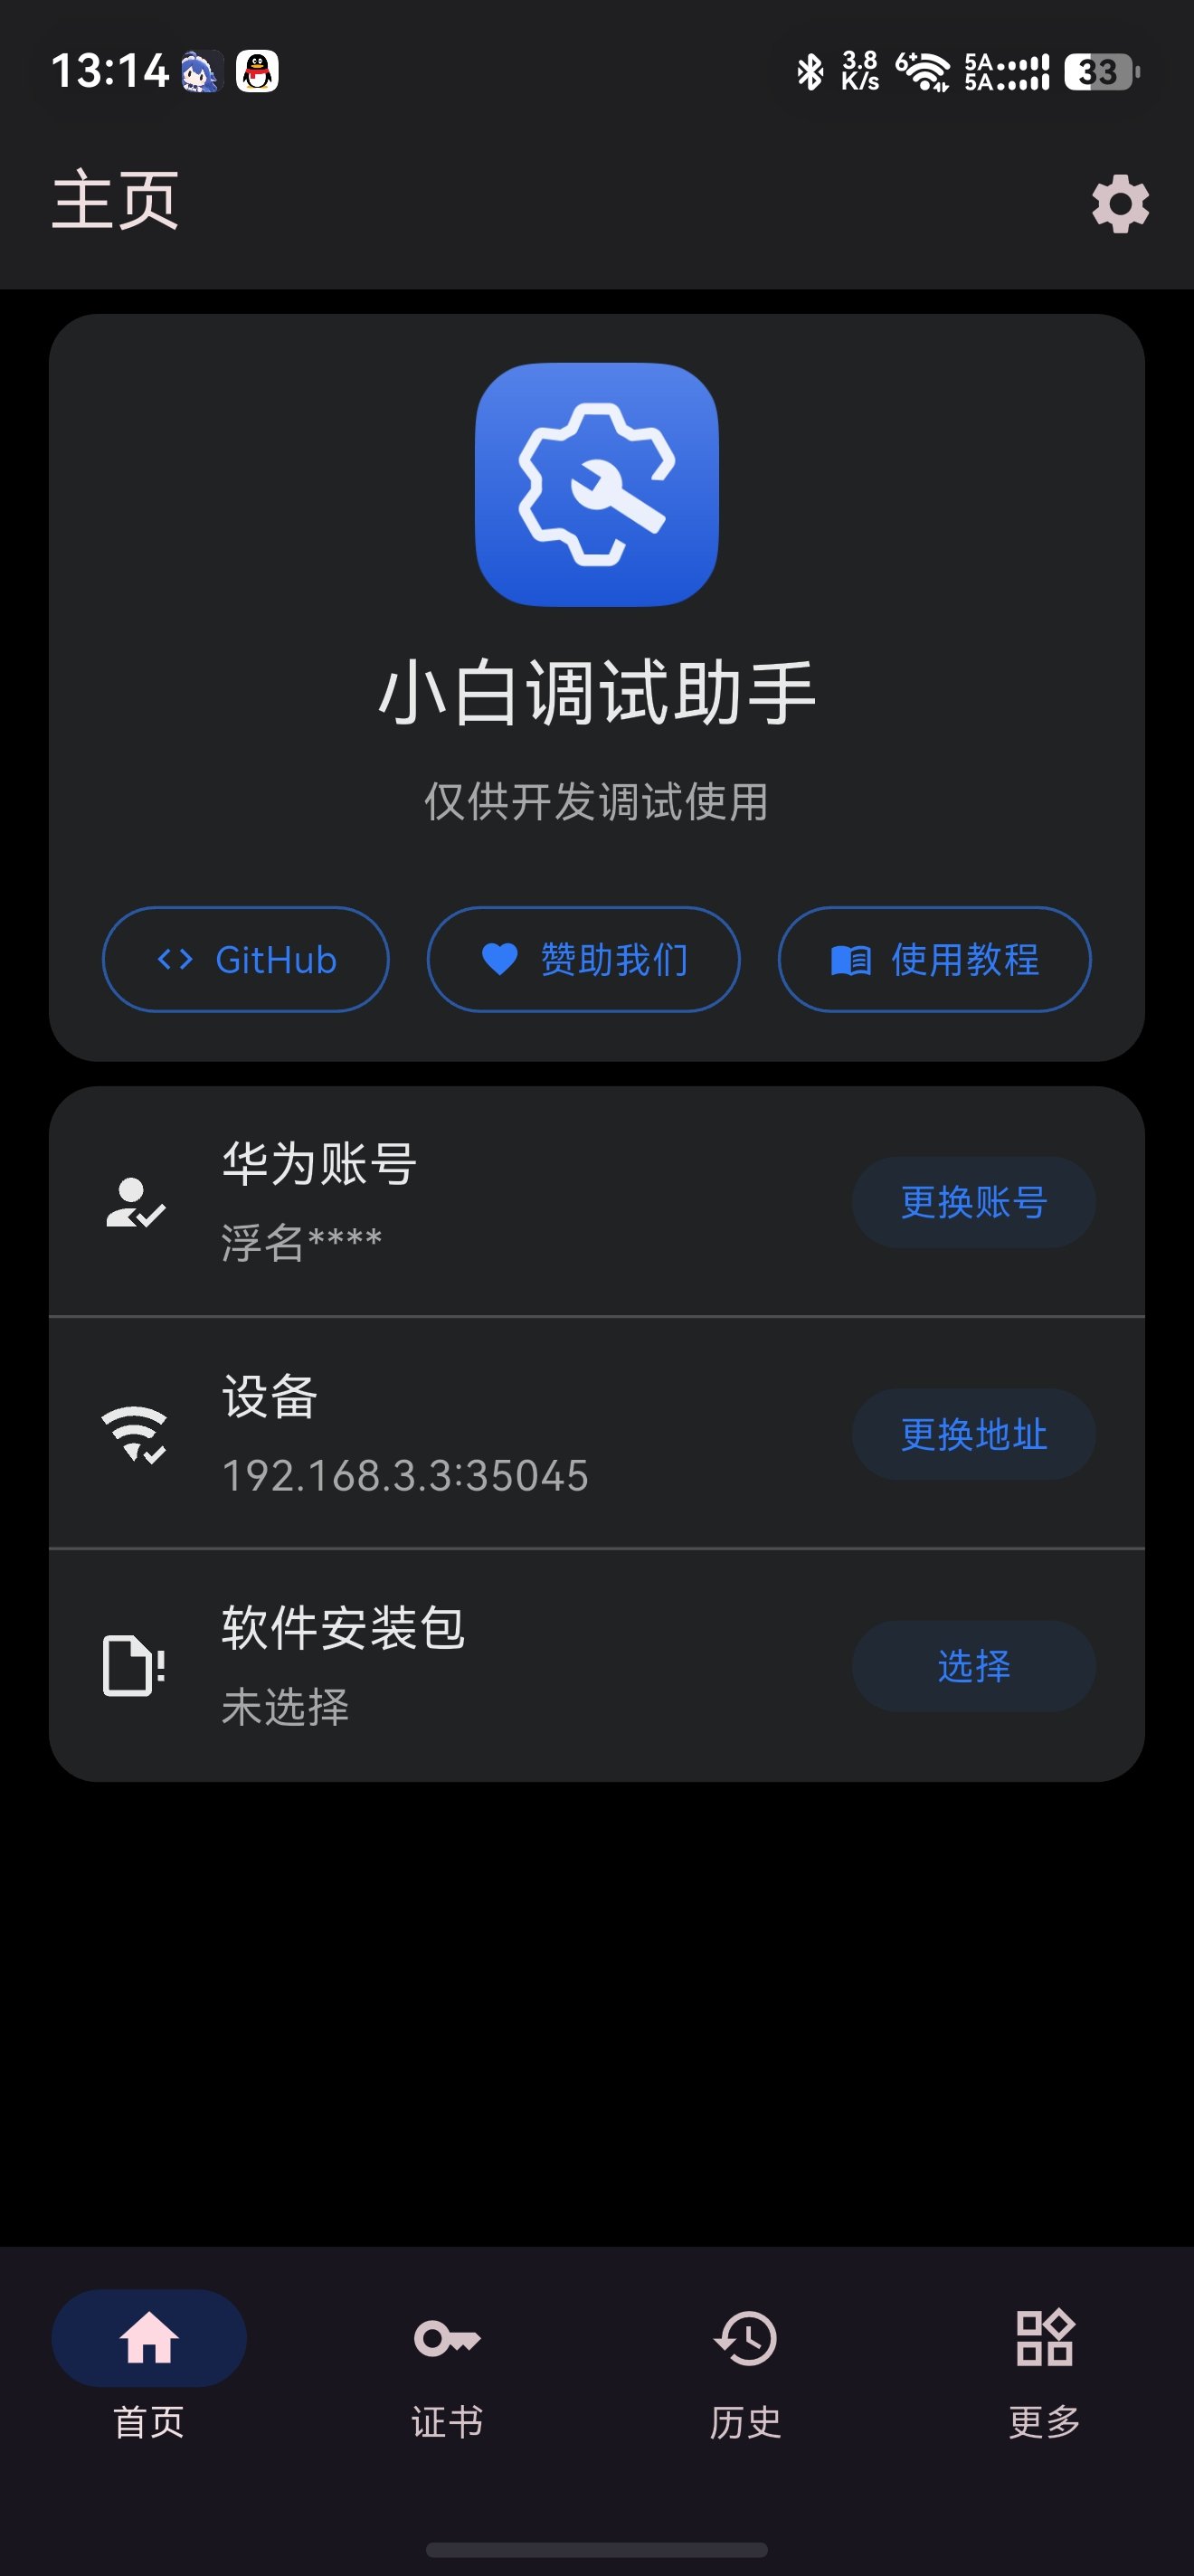 13:14
3.8
K/s
6+
5A
5A
33
主页
小白调试助手
仅供开发调试使用
GitHub
赞助我们
使用教程
华为账号
浮名****
更换账号
设备
192.168.3.3:35045
更换地址
软件安装包
未选择
选择
首页
证书
历史
更多